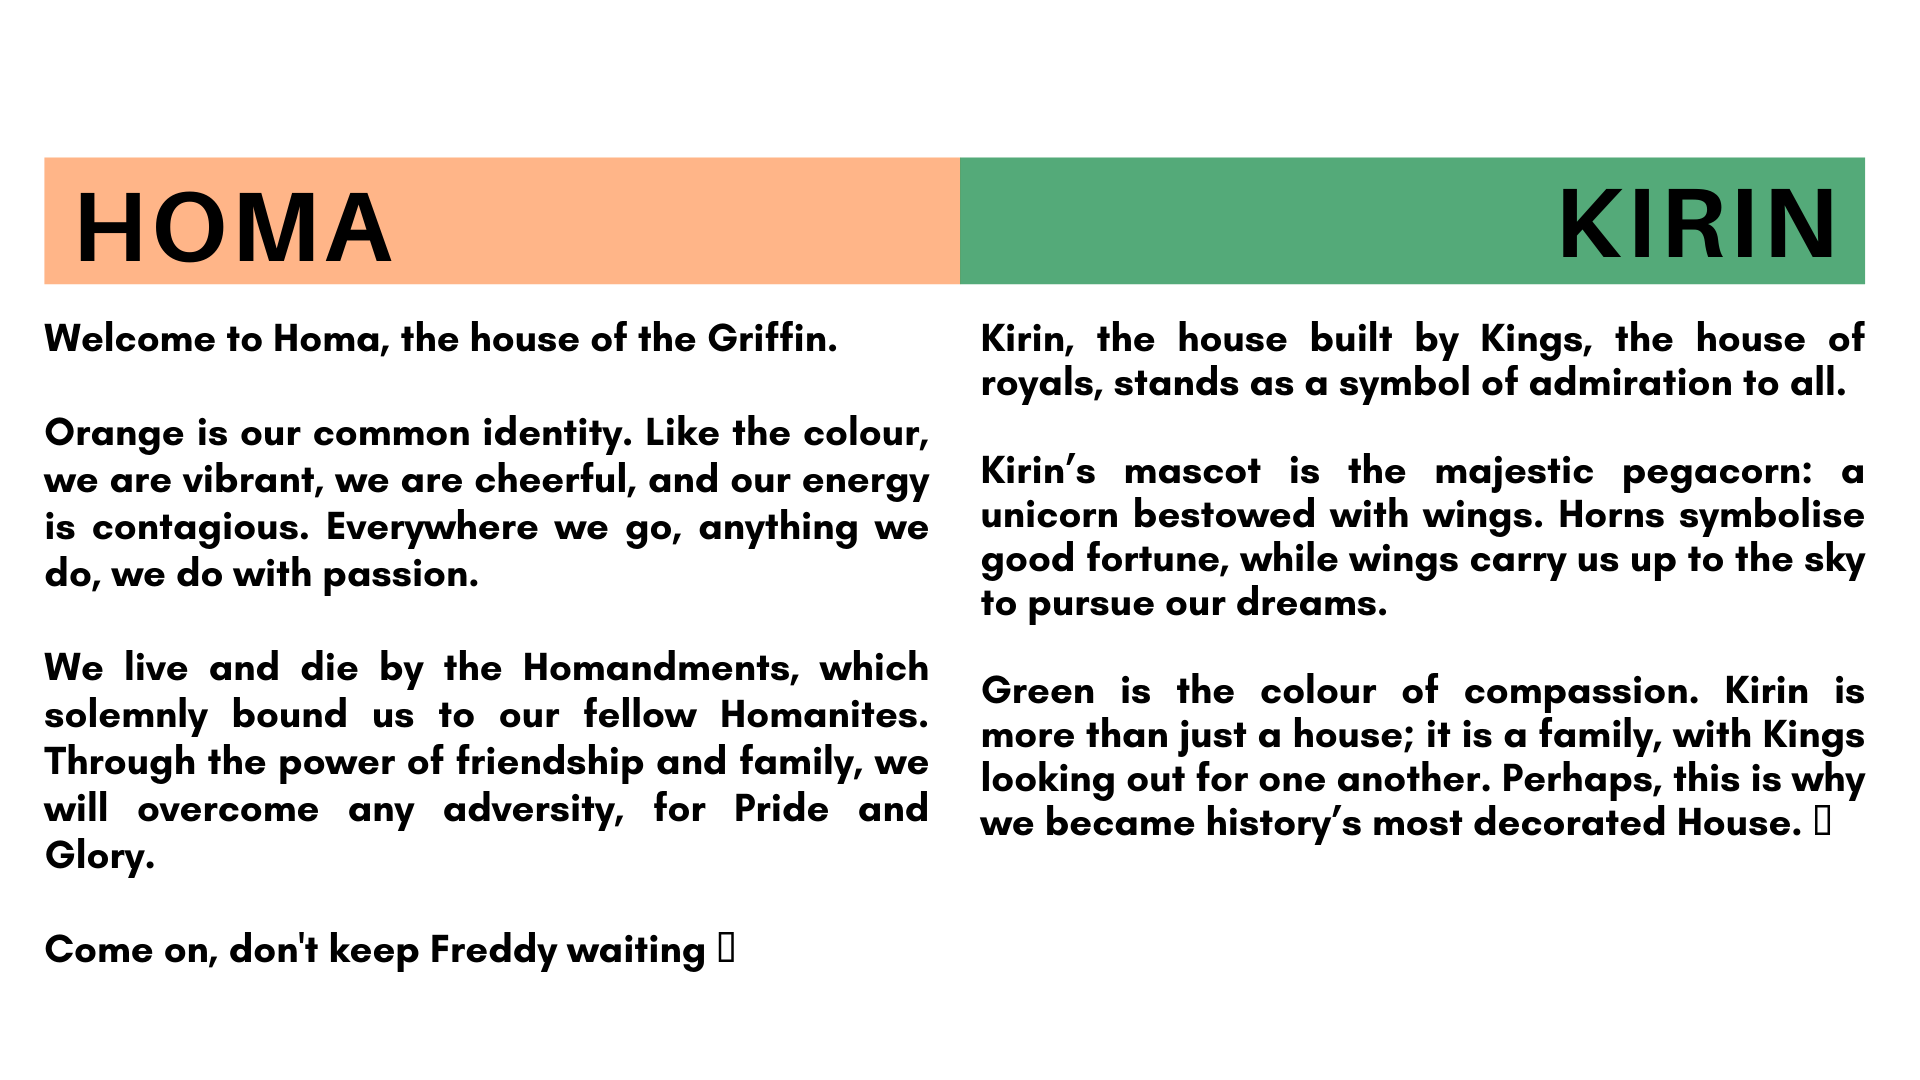 HOMA
Welcome to Homa, the house of the Griffin.
Orange is our common identity. Like the colour,
we are vibrant, we are cheerful, and our energy
is contagious. Everywhere we go, anything we
do, we do with passion.
We live and die by the Homandments, which
solemnly bound us to our fellow Homanites.
Through the power of friendship and family, we
will overcome any adversity, for Pride and
Glory.
Come on, don't keep Freddy waiting
KIRIN
Kirin, the house built by Kings, the house of
royals, stands as a symbol of admiration to all.
Kirin’s mascot is the majestic pegacorn: a
unicorn bestowed with wings. Horns symbolise
good fortune, while wings carry us up to the sky
to pursue our dreams.
Green is the colour of compassion. Kirin is
more than just a house; it is a family, with Kings
looking out for one another. Perhaps, this is why
we became history’s most decorated House.